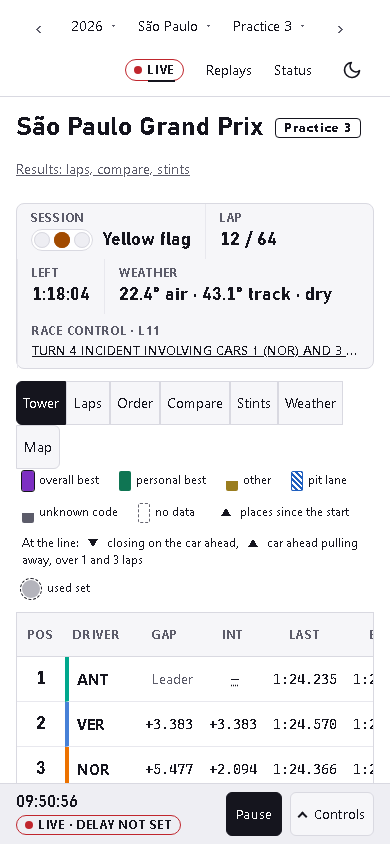 ‹ 2026 São Paulo Practice 3 ›
LIVE Replays Status
São Paulo Grand Prix Practice 3
Results: laps, compare, stints
SESSION LAP
Yellow flag 12 / 64
LEFT WEATHER
1:18:04 22.4° air · 43.1° track · dry
RACE CONTROL · L11
TURN 4 INCIDENT INVOLVING CARS 1 (NOR) AND 3 …
Tower Laps Order Compare Stints Weather
Map
overall best personal best other pit lane
unknown code no data ▲ places since the start
At the line: ▼ closing on the car ahead, ▲ car ahead pulling
away, over 1 and 3 laps
used set
POS DRIVER GAP INT LAST
1 ANT Leader — 1:24.235 1:2
2 VER +3.383 +3.383 1:24.570 1:2
3 NOR +5.477 +2.094 1:24.366 1:2
09:50:56
LIVE · DELAY NOT SET
Pause Controls